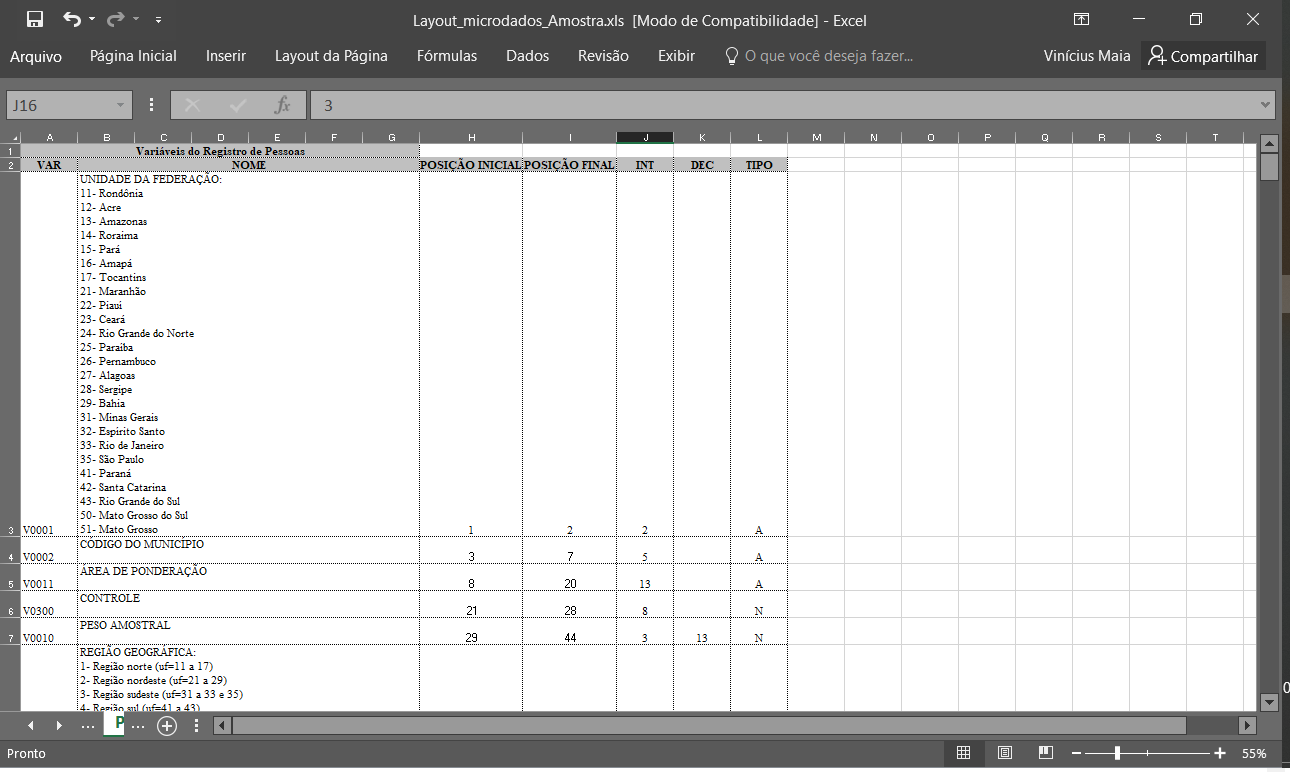 Layout_microdados_Amostra.xls [Modo de Compatibilidade] - Excel
Arquivo Página Inicial Inserir Layout da Página Fórmulas Dados Revisão Exibir O que você deseja fazer... Vinícius Maia Compartilhar
J16 fx 3
A B C D E F G H I J K L M N O P Q R S T
1 Variáveis do Registro de Pessoas
2 VAR NOME POSIÇÃO INICIAL POSIÇÃO FINAL INT DEC TIPO
UNIDADE DA FEDERAÇÃO:
11- Rondônia
12- Acre
13- Amazonas
14- Roraima
15- Pará
16- Amapá
17- Tocantins
21- Maranhão
22- Piaui
23- Ceará
24- Rio Grande do Norte
25- Paraíba
26- Pernambuco
27- Alagoas
28- Sergipe
29- Bahia
31- Minas Gerais
32- Espírito Santo
33- Rio de Janeiro
35- São Paulo
41- Paraná
42- Santa Catarina
43- Rio Grande do Sul
50- Mato Grosso do Sul
3 V0001 51- Mato Grosso 1 2 2 A
CÓDIGO DO MUNICÍPIO
4 V0002 3 7 5 A
ÁREA DE PONDERAÇÃO
5 V0011 8 20 13 A
CONTROLE
6 V0300 21 28 8 N
PESO AMOSTRAL
7 V0010 29 44 3 13 N
REGIÃO GEOGRÁFICA:
1- Região norte (uf=11 a 17)
2- Região nordeste (uf=21 a 29)
3- Região sudeste (uf=31 a 33 e 35)
4- Região sul (uf=41 a 43)
... P ...
Pronto 55%